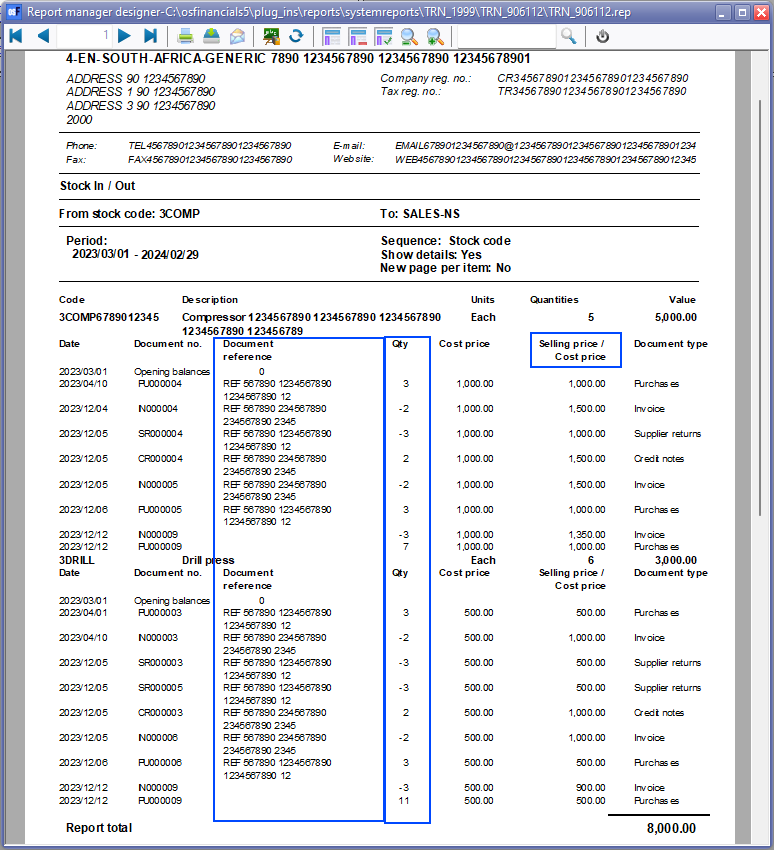 Report manager designer-C:\osfinancials5\plug_ins\reports\systemreports\TRN_1999\TRN_906112\TRN_906112.rep
1
4-EN-SOUTH-AFRICA-GENERIC 7890 1234567890 1234567890 12345678901
ADDRESS 90 1234567890
Company reg. no.: CR3456789012345678901234567890
ADDRESS 1 90 1234567890
Tax reg. no.: TR3456789012345678901234567890
ADDRESS 3 90 1234567890
2000
Phone: TEL456789012345678901234567890 E-mail: EMAIL678901234567890@1234567890123456789012345678901234
Fax: FAX456789012345678901234567890 Website: WEB4567890123456789012345678901234567890123456789012345
Stock In / Out
From stock code: 3COMP To: SALES-NS
Period: Sequence: Stock code
2023/03/01 - 2024/02/29 Show details: Yes
New page per item: No
Code Description Units Quantities Value
3COMP6789012345 Compressor 1234567890 1234567890 1234567890 Each 5 5,000.00
1234567890 123456789
Date Document no. Document Qty Cost price Selling price / Document type
reference Cost price
2023/03/01 Opening balances 0
2023/04/10 PU000004 REF 567890 1234567890 3 1,000.00 1,000.00 Purchases
1234567890 12
2023/12/04 IN000004 REF 567890 234567890 -2 1,000.00 1,500.00 Invoice
234567890 2345
2023/12/05 SR000004 REF 567890 1234567890 -3 1,000.00 1,000.00 Supplier returns
1234567890 12
2023/12/05 CR000004 REF 567890 234567890 2 1,000.00 1,500.00 Credit notes
234567890 2345
2023/12/05 IN000005 REF 567890 234567890 -2 1,000.00 1,500.00 Invoice
234567890 2345
2023/12/06 PU000005 REF 567890 1234567890 3 1,000.00 1,000.00 Purchases
1234567890 12
2023/12/12 IN000009 -3 1,000.00 1,350.00 Invoice
2023/12/12 PU000009 7 1,000.00 1,000.00 Purchases
3DRILL Drill press Each 6 3,000.00
Date Document no. Document Qty Cost price Selling price / Document type
reference Cost price
2023/03/01 Opening balances 0
2023/04/01 PU000003 REF 567890 1234567890 3 500.00 500.00 Purchases
1234567890 12
2023/04/10 IN000003 REF 567890 234567890 -2 500.00 1,000.00 Invoice
234567890 2345
2023/12/05 SR000003 REF 567890 1234567890 -3 500.00 500.00 Supplier returns
1234567890 12
2023/12/05 SR000005 REF 567890 1234567890 -3 500.00 500.00 Supplier returns
1234567890 12
2023/12/05 CR000003 REF 567890 234567890 2 500.00 1,000.00 Credit notes
234567890 2345
2023/12/05 IN000006 REF 567890 234567890 -2 500.00 1,000.00 Invoice
234567890 2345
2023/12/06 PU000006 REF 567890 1234567890 3 500.00 500.00 Purchases
1234567890 12
2023/12/12 IN000009 -3 500.00 900.00 Invoice
2023/12/12 PU000009 11 500.00 500.00 Purchases
Report total 8,000.00